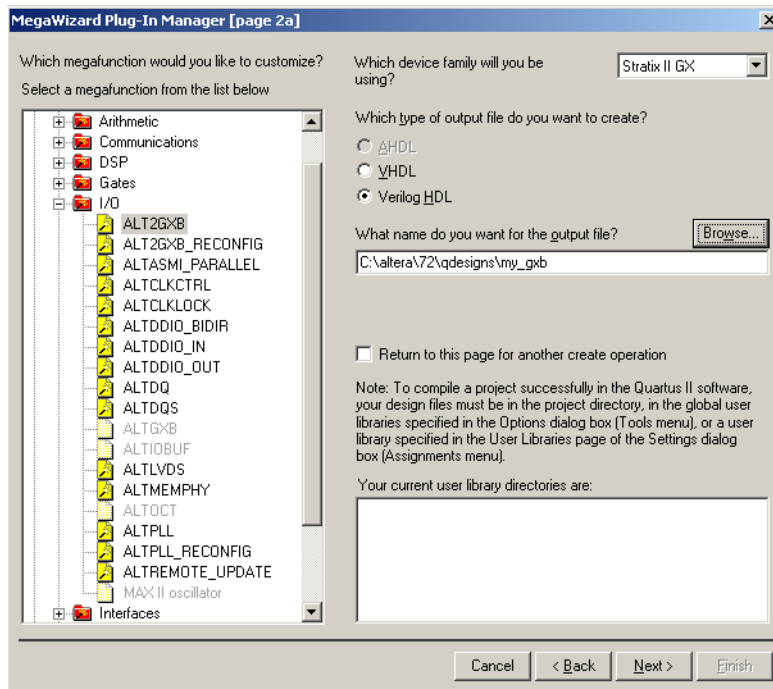 MegaWizard Plug-In Manager [page 2a]
Which megafunction would you like to customize?
Select a megafunction from the list below
Arithmetic
Communications
DSP
Gates
I/O
ALT2GXB
ALT2GXB_RECONFIG
ALTASMI_PARALLEL
ALTCLKCTRL
ALTCLKLOCK
ALTDDIO_BIDIR
ALTDDIO_IN
ALTDDIO_OUT
ALTDQ
ALTDQS
ALTGXB
ALTIOBUF
ALTLVDS
ALTMEMPHY
ALTOCT
ALTPLL
ALTPLL_RECONFIG
ALTREMOTE_UPDATE
MAX II oscillator
Interfaces
Which device family will you be
using?
Stratix II GX
Which type of output file do you want to create?
AHDL
VHDL
Verilog HDL
What name do you want for the output file?
Browse...
C:\altera\72\qdesigns\my_gxb
Return to this page for another create operation
Note: To compile a project successfully in the Quartus II software,
your design files must be in the project directory, in the global user
libraries specified in the Options dialog box (Tools menu), or a user
library specified in the User Libraries page of the Settings dialog
box (Assignments menu).
Your current user library directories are:
Cancel
< Back
Next >
Finish